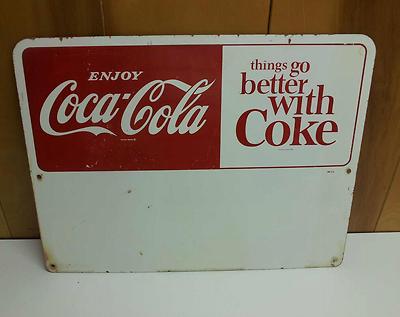 ENJOY
Coca-Cola
things go
better
with
Coke